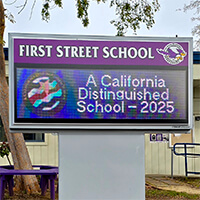 FIRST STREET SCHOOL
A California
Distinguished
School - 2025